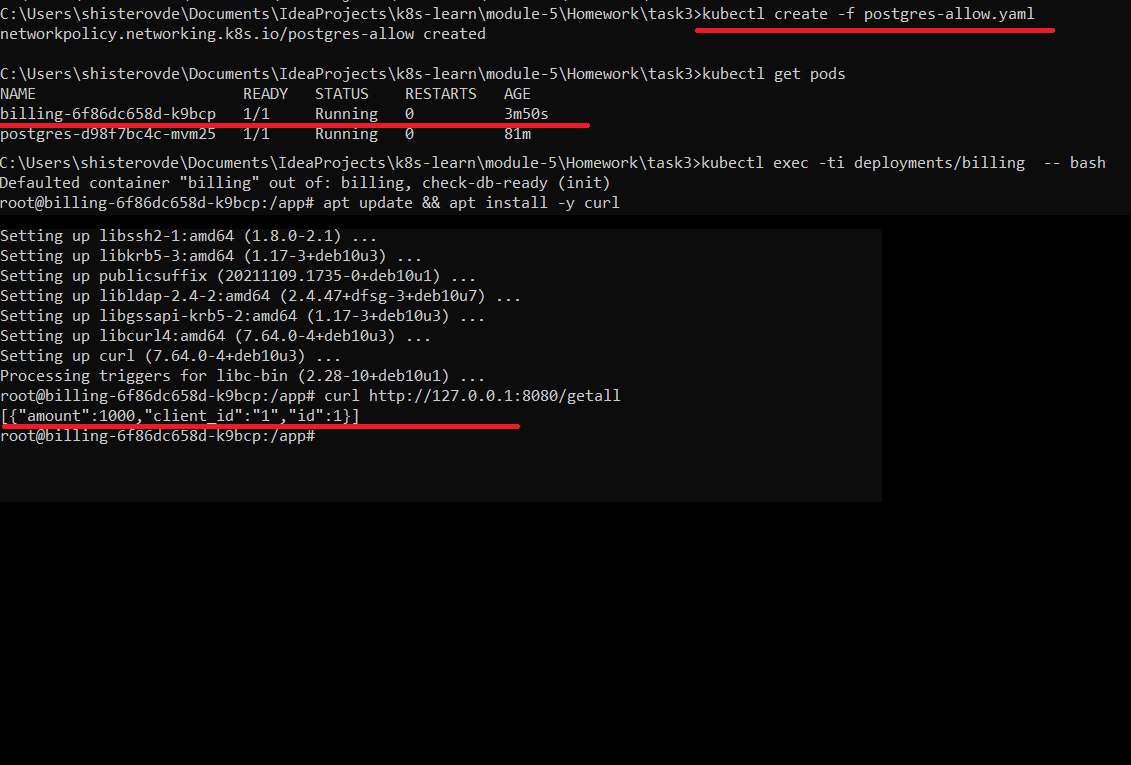 C:\Users\shisterovde\Documents\IdeaProjects\k8s-learn\module-5\Homework\task3>kubectl create -f postgres-allow.yaml
networkpolicy.networking.k8s.io/postgres-allow created
C:\Users\shisterovde\Documents\IdeaProjects\k8s-learn\module-5\Homework\task3>kubectl get pods
NAME READY STATUS RESTARTS AGE
billing-6f86dc658d-k9bcp 1/1 Running 0 3m50s
postgres-d98f7bc4c-mvm25 1/1 Running 0 81m
C:\Users\shisterovde\Documents\IdeaProjects\k8s-learn\module-5\Homework\task3>kubectl exec -ti deployments/billing -- bash
Defaulted container "billing" out of: billing, check-db-ready (init)
root@billing-6f86dc658d-k9bcp:/app# apt update && apt install -y curl
Setting up libssh2-1:amd64 (1.8.0-2.1) ...
Setting up libkrb5-3:amd64 (1.17-3+deb10u3) ...
Setting up publicsuffix (20211109.1735-0+deb10u1) ...
Setting up libldap-2.4-2:amd64 (2.4.47+dfsg-3+deb10u7) ...
Setting up libgssapi-krb5-2:amd64 (1.17-3+deb10u3) ...
Setting up libcurl4:amd64 (7.64.0-4+deb10u3) ...
Setting up curl (7.64.0-4+deb10u3) ...
Processing triggers for libc-bin (2.28-10+deb10u1) ...
root@billing-6f86dc658d-k9bcp:/app# curl http://127.0.0.1:8080/getall
[{"amount":1000,"client_id":"1","id":1}]
root@billing-6f86dc658d-k9bcp:/app#